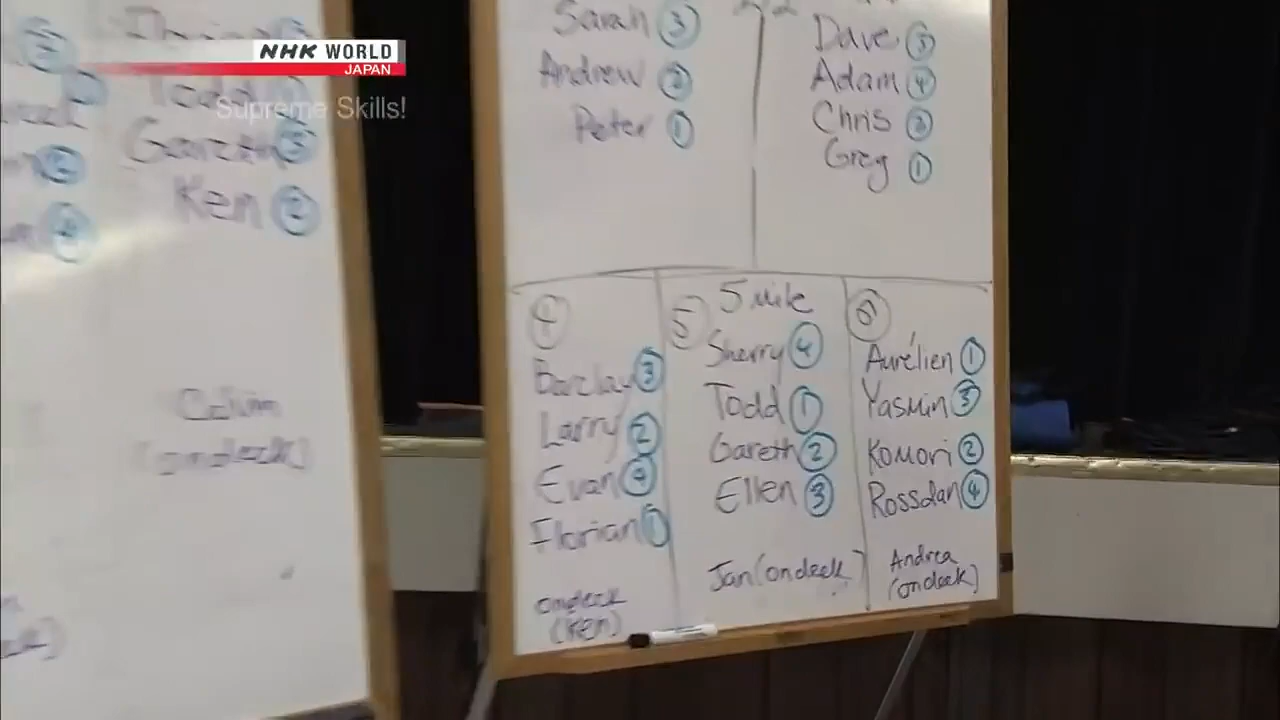 NHK WORLD
JAPAN
Supreme Skills!
Gareth 3
Ken 2
Calum
(ondeck)
Sarah 3
Andrew 2
Peter 1
Dave 3
Adam 4
Chris 2
Greg 1
4
Barclay 3
Larry 2
Evan 4
Florian 1
ondeck
(Ken)
5 5 Mile
Sherry 4
Todd 1
Gareth 2
Ellen 3
Jan (ondeck)
6
Aurélien 1
Yasmin 3
Komori 2
Rossdan 4
Andrea
(ondeck)